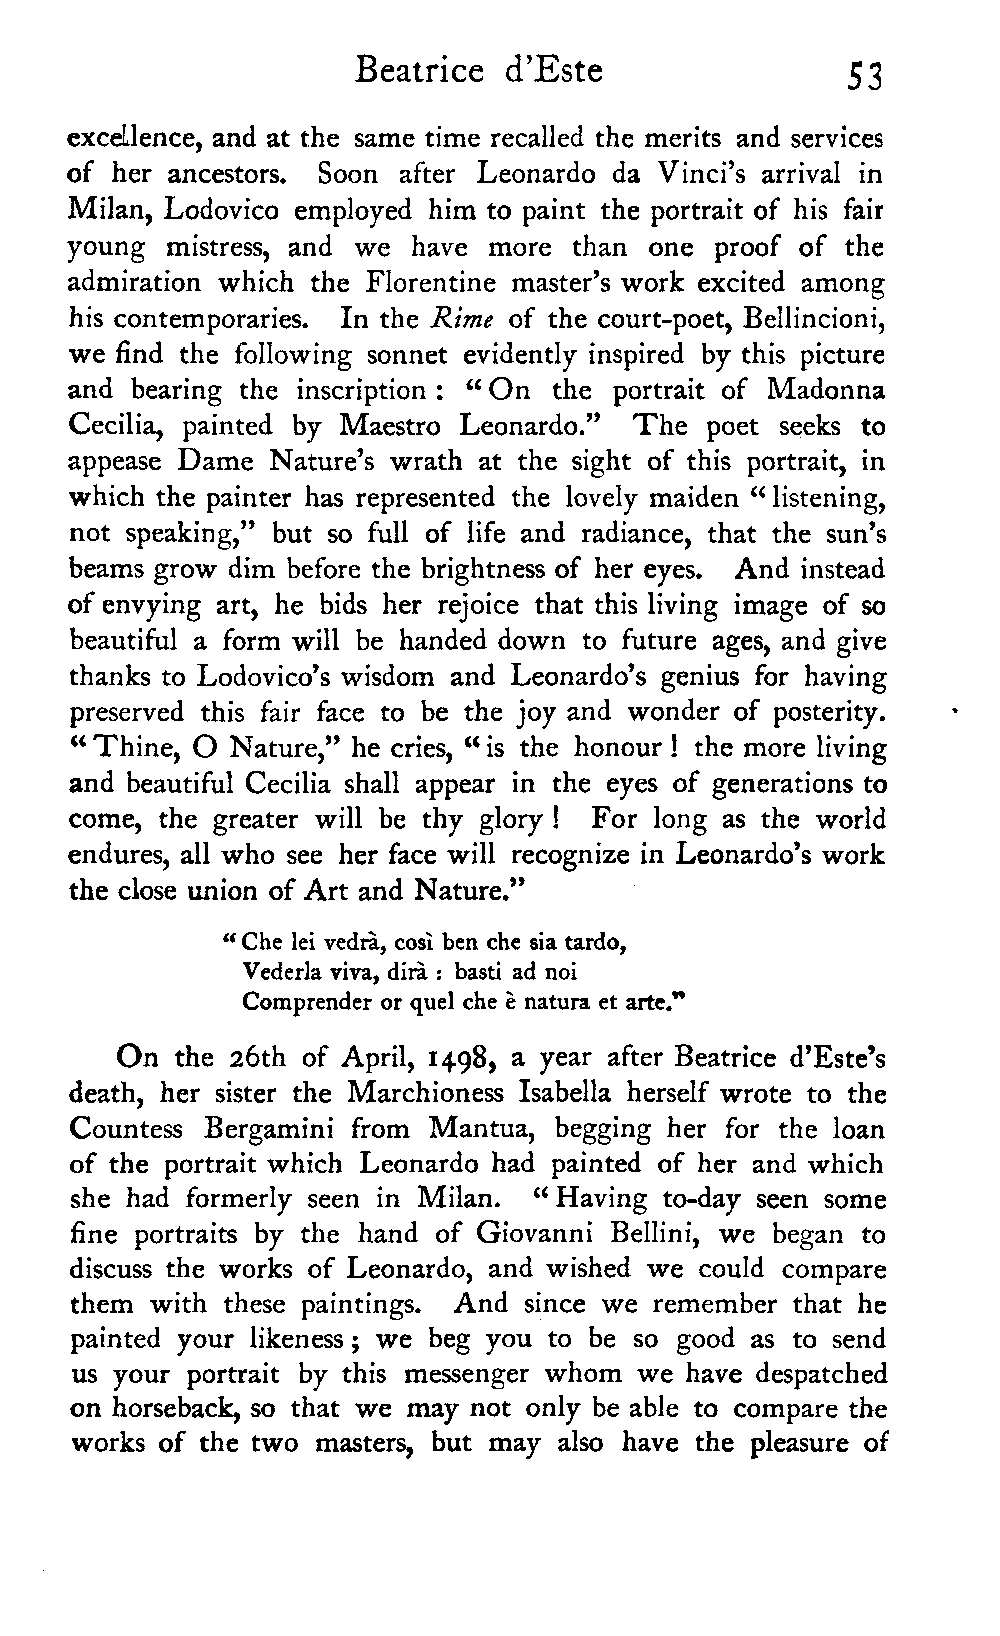 Beatrice d'Este 53
excellence, and at the same time recalled the merits and services
of her ancestors. Soon after Leonardo da Vinci's arrival in
Milan, Lodovico employed him to paint the portrait of his fair
young mistress, and we have more than one proof of the
admiration which the Florentine master's work excited among
his contemporaries. In the Rime of the court-poet, Bellincioni,
we find the following sonnet evidently inspired by this picture
and bearing the inscription : “ On the portrait of Madonna
Cecilia, painted by Maestro Leonardo.” The poet seeks to
appease Dame Nature's wrath at the sight of this portrait, in
which the painter has represented the lovely maiden “ listening,
not speaking,” but so full of life and radiance, that the sun's
beams grow dim before the brightness of her eyes. And instead
of envying art, he bids her rejoice that this living image of so
beautiful a form will be handed down to future ages, and give
thanks to Lodovico's wisdom and Leonardo's genius for having
preserved this fair face to be the joy and wonder of posterity.
“ Thine, O Nature,” he cries, “ is the honour ! the more living
and beautiful Cecilia shall appear in the eyes of generations to
come, the greater will be thy glory ! For long as the world
endures, all who see her face will recognize in Leonardo's work
the close union of Art and Nature.”
“ Che lei vedrà, così ben che sia tardo,
Vederla viva, dirà : basti ad noi
Comprender or quel che è natura et arte.”
On the 26th of April, 1498, a year after Beatrice d'Este's
death, her sister the Marchioness Isabella herself wrote to the
Countess Bergamini from Mantua, begging her for the loan
of the portrait which Leonardo had painted of her and which
she had formerly seen in Milan. “ Having to-day seen some
fine portraits by the hand of Giovanni Bellini, we began to
discuss the works of Leonardo, and wished we could compare
them with these paintings. And since we remember that he
painted your likeness ; we beg you to be so good as to send
us your portrait by this messenger whom we have despatched
on horseback, so that we may not only be able to compare the
works of the two masters, but may also have the pleasure of